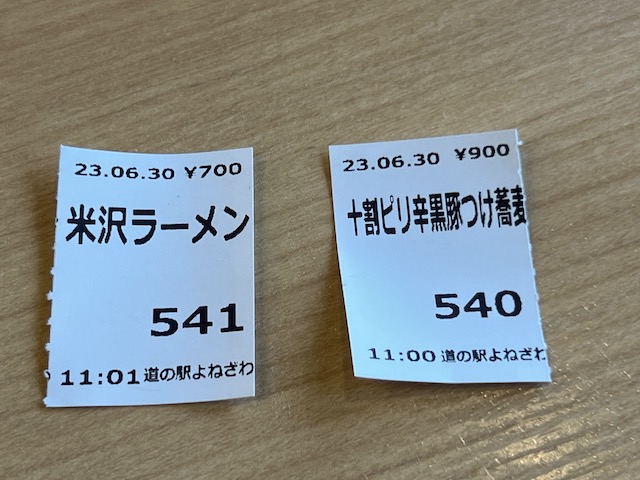 23.06.30 ¥700
米沢ラーメン
541
11:01 道の駅よねざわ
23.06.30 ¥900
十割ピリ辛黒豚つけ蕎麦
540
11:00 道の駅よねざわ